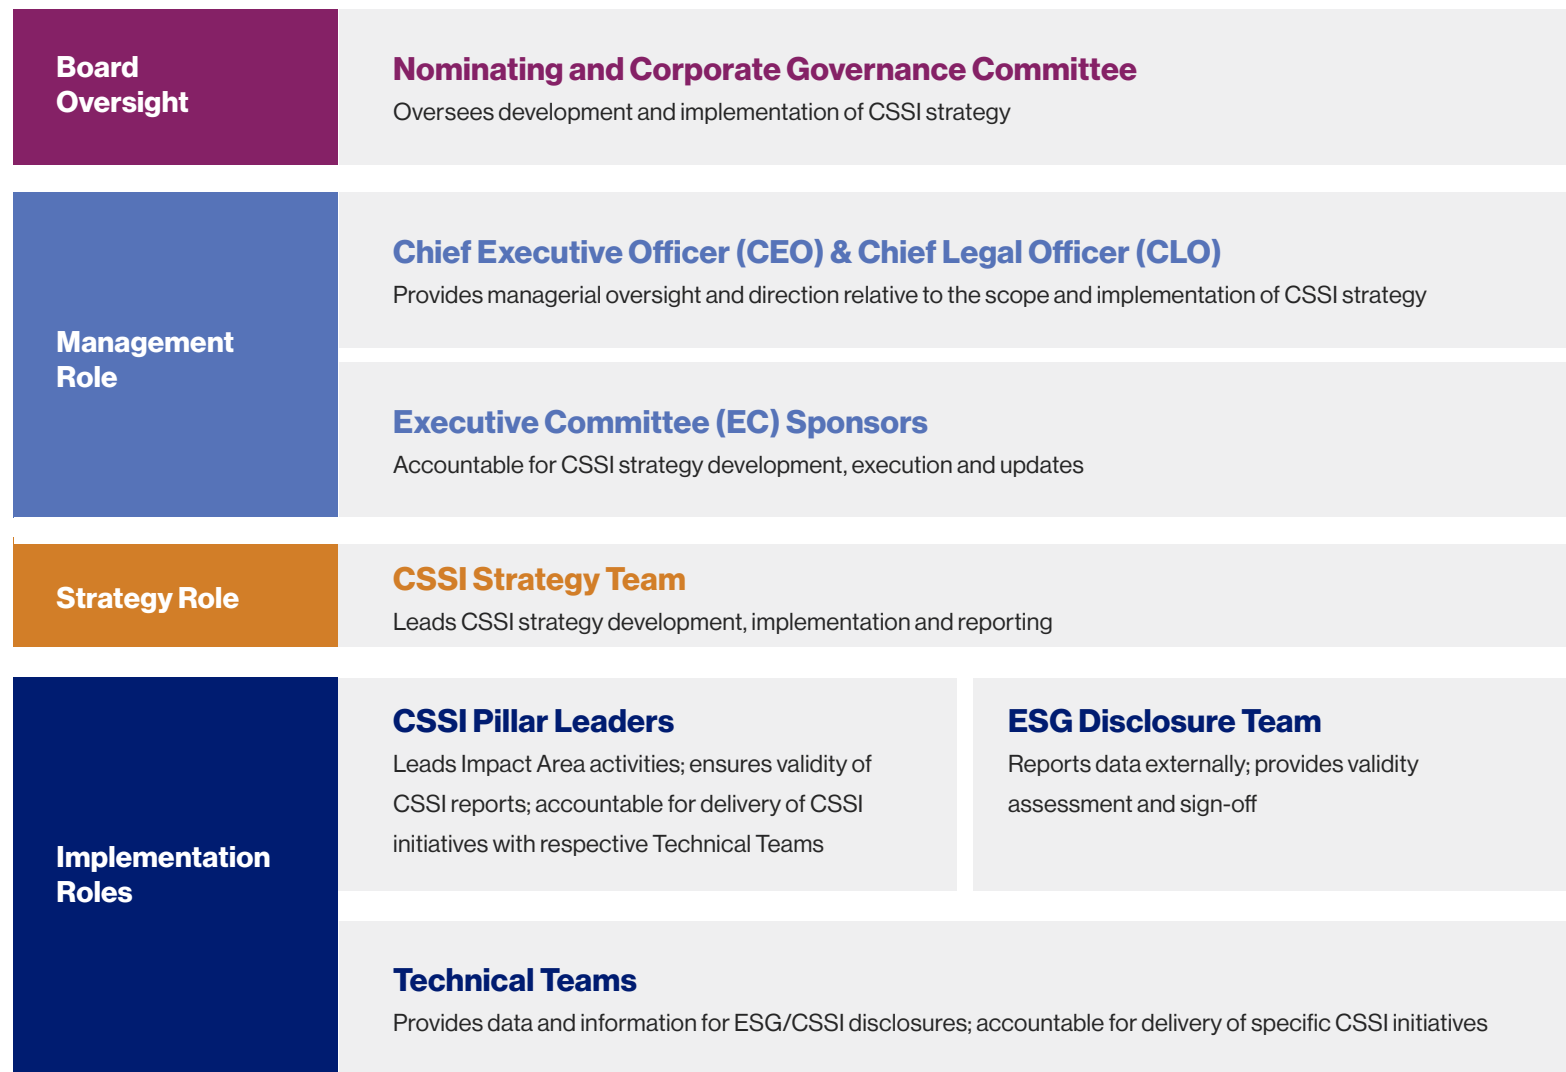 Board
Oversight
Nominating and Corporate Governance Committee
Oversees development and implementation of CSSI strategy
Management
Role
Chief Executive Officer (CEO) & Chief Legal Officer (CLO)
Provides managerial oversight and direction relative to the scope and implementation of CSSI strategy
Executive Committee (EC) Sponsors
Accountable for CSSI strategy development, execution and updates
Strategy Role
CSSI Strategy Team
Leads CSSI strategy development, implementation and reporting
Implementation
Roles
CSSI Pillar Leaders
Leads Impact Area activities; ensures validity of
CSSI reports; accountable for delivery of CSSI
initiatives with respective Technical Teams
ESG Disclosure Team
Reports data externally; provides validity
assessment and sign-off
Technical Teams
Provides data and information for ESG/CSSI disclosures; accountable for delivery of specific CSSI initiatives